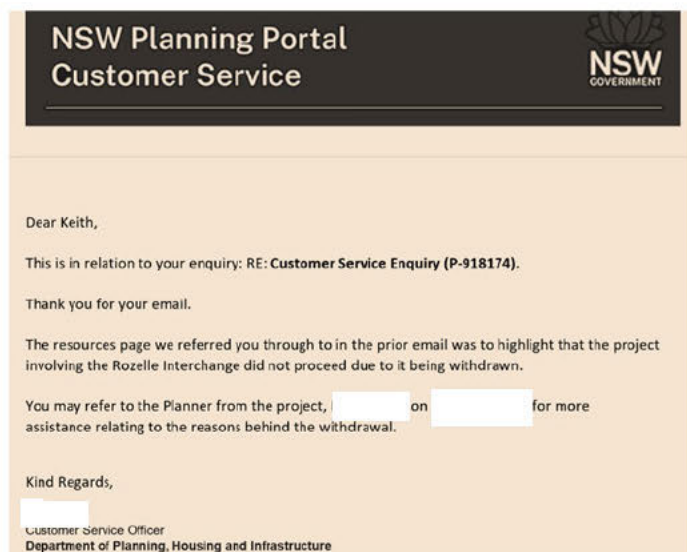 NSW Planning Portal
Customer Service
NSW
GOVERNMENT
Dear Keith,
This is in relation to your enquiry: RE: Customer Service Enquiry (P-918174).
Thank you for your email.
The resources page we referred you through to in the prior email was to highlight that the project
involving the Rozelle Interchange did not proceed due to it being withdrawn.
You may refer to the Planner from the project, on for more
assistance relating to the reasons behind the withdrawal.
Kind Regards,
Customer Service Officer
Department of Planning, Housing and Infrastructure